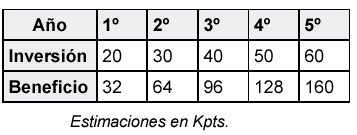 Año 1º 2º 3º 4º 5º
Inversión 20 30 40 50 60
Beneficio 32 64 96 128 160
Estimaciones en Kpts.